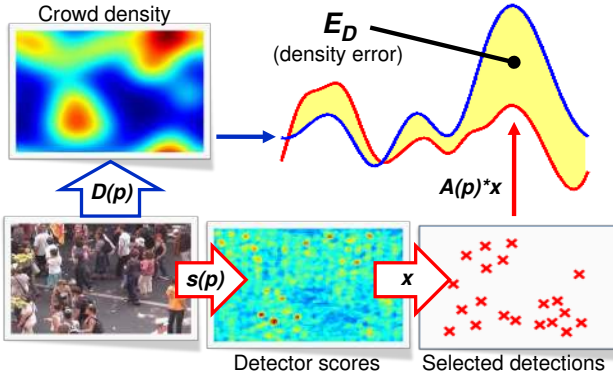 Crowd density
E_D
(density error)
D(p)
A(p)*x
s(p)
x
Detector scores
Selected detections